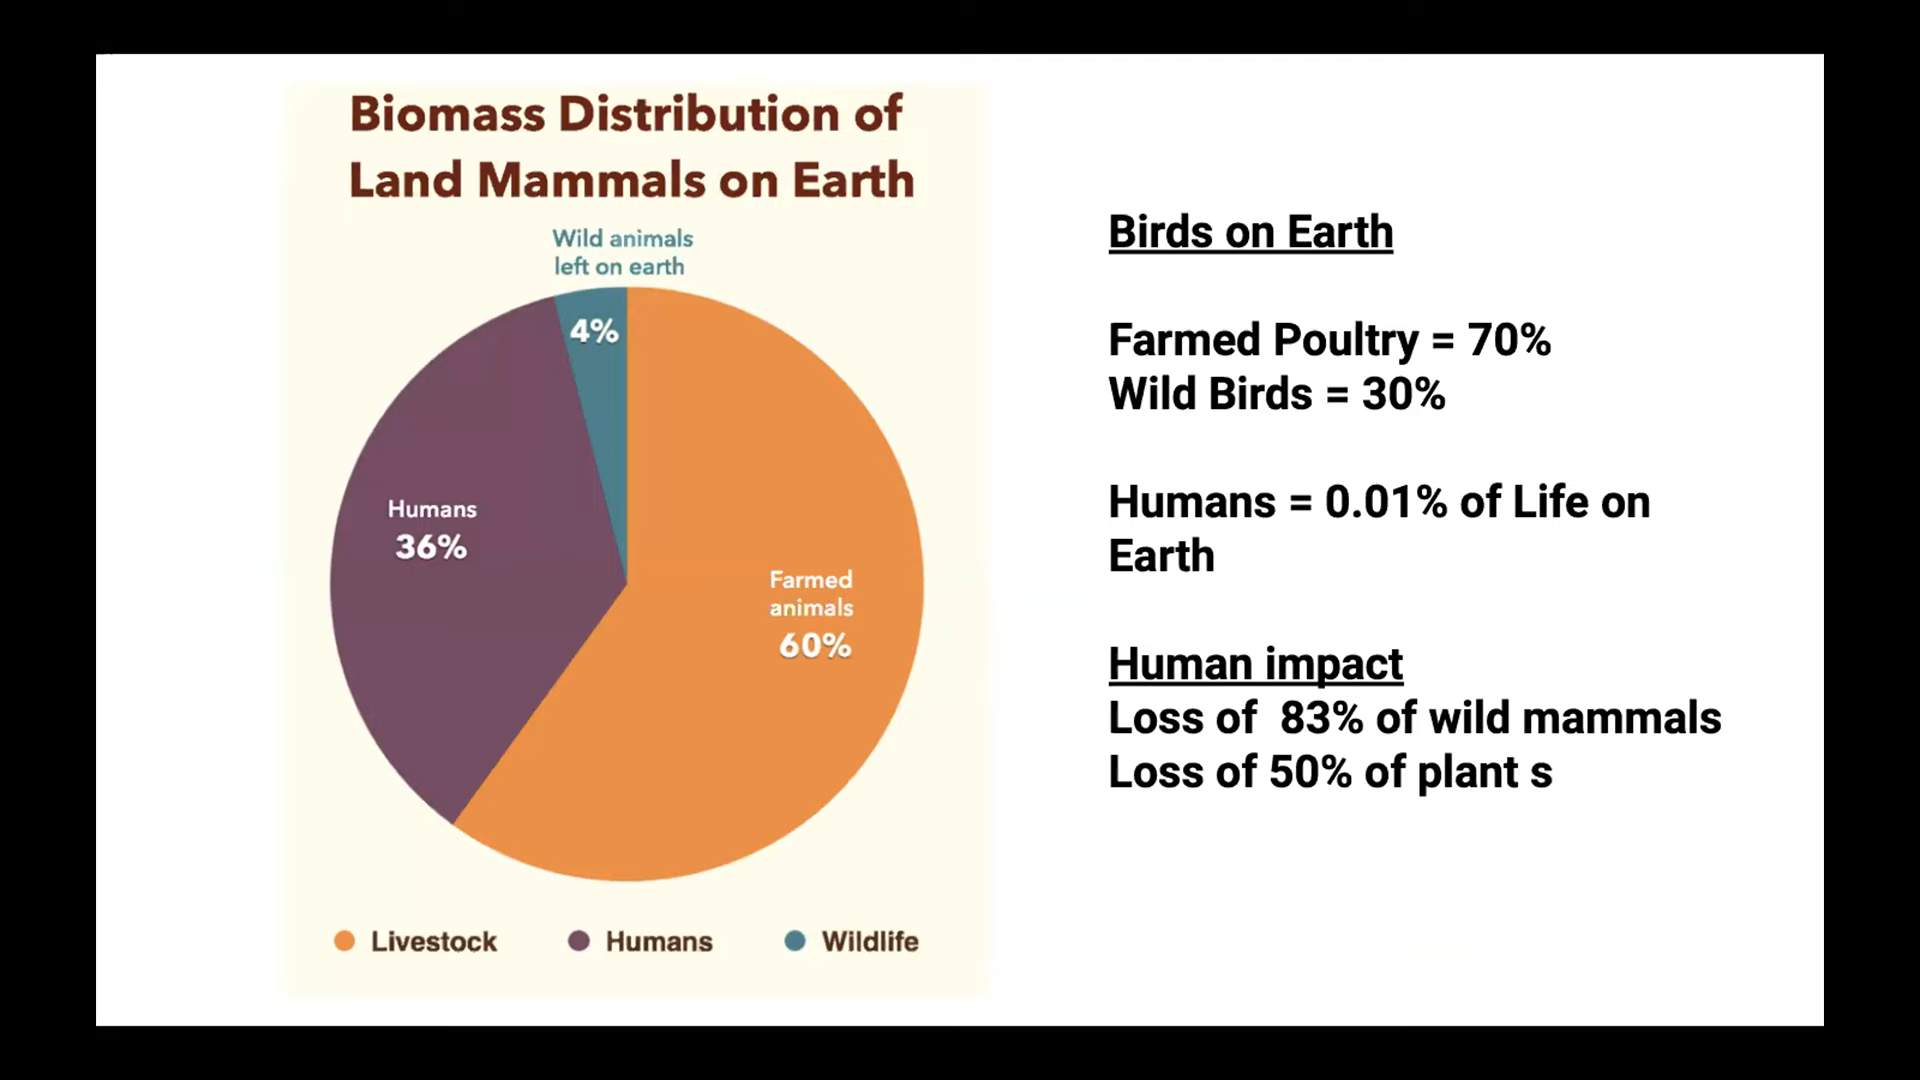 Biomass Distribution of
Land Mammals on Earth
Wild animals
left on earth
4%
Humans
36%
Farmed
animals
60%
Livestock
Humans
Wildlife
Birds on Earth
Farmed Poultry = 70%
Wild Birds = 30%
Humans = 0.01% of Life on
Earth
Human impact
Loss of  83% of wild mammals
Loss of 50% of plant s